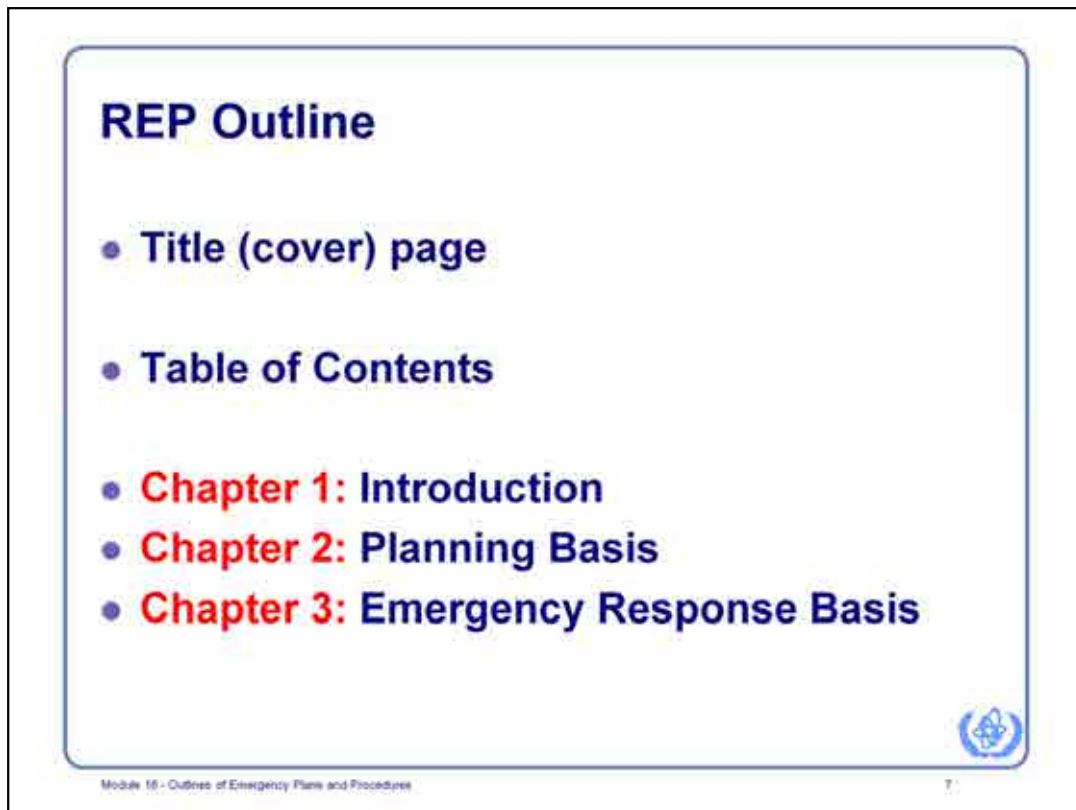 REP Outline
Title (cover) page
Table of Contents
Chapter 1: Introduction
Chapter 2: Planning Basis
Chapter 3: Emergency Response Basis
Module 16 - Outlines of Emergency Plans and Procedures
7